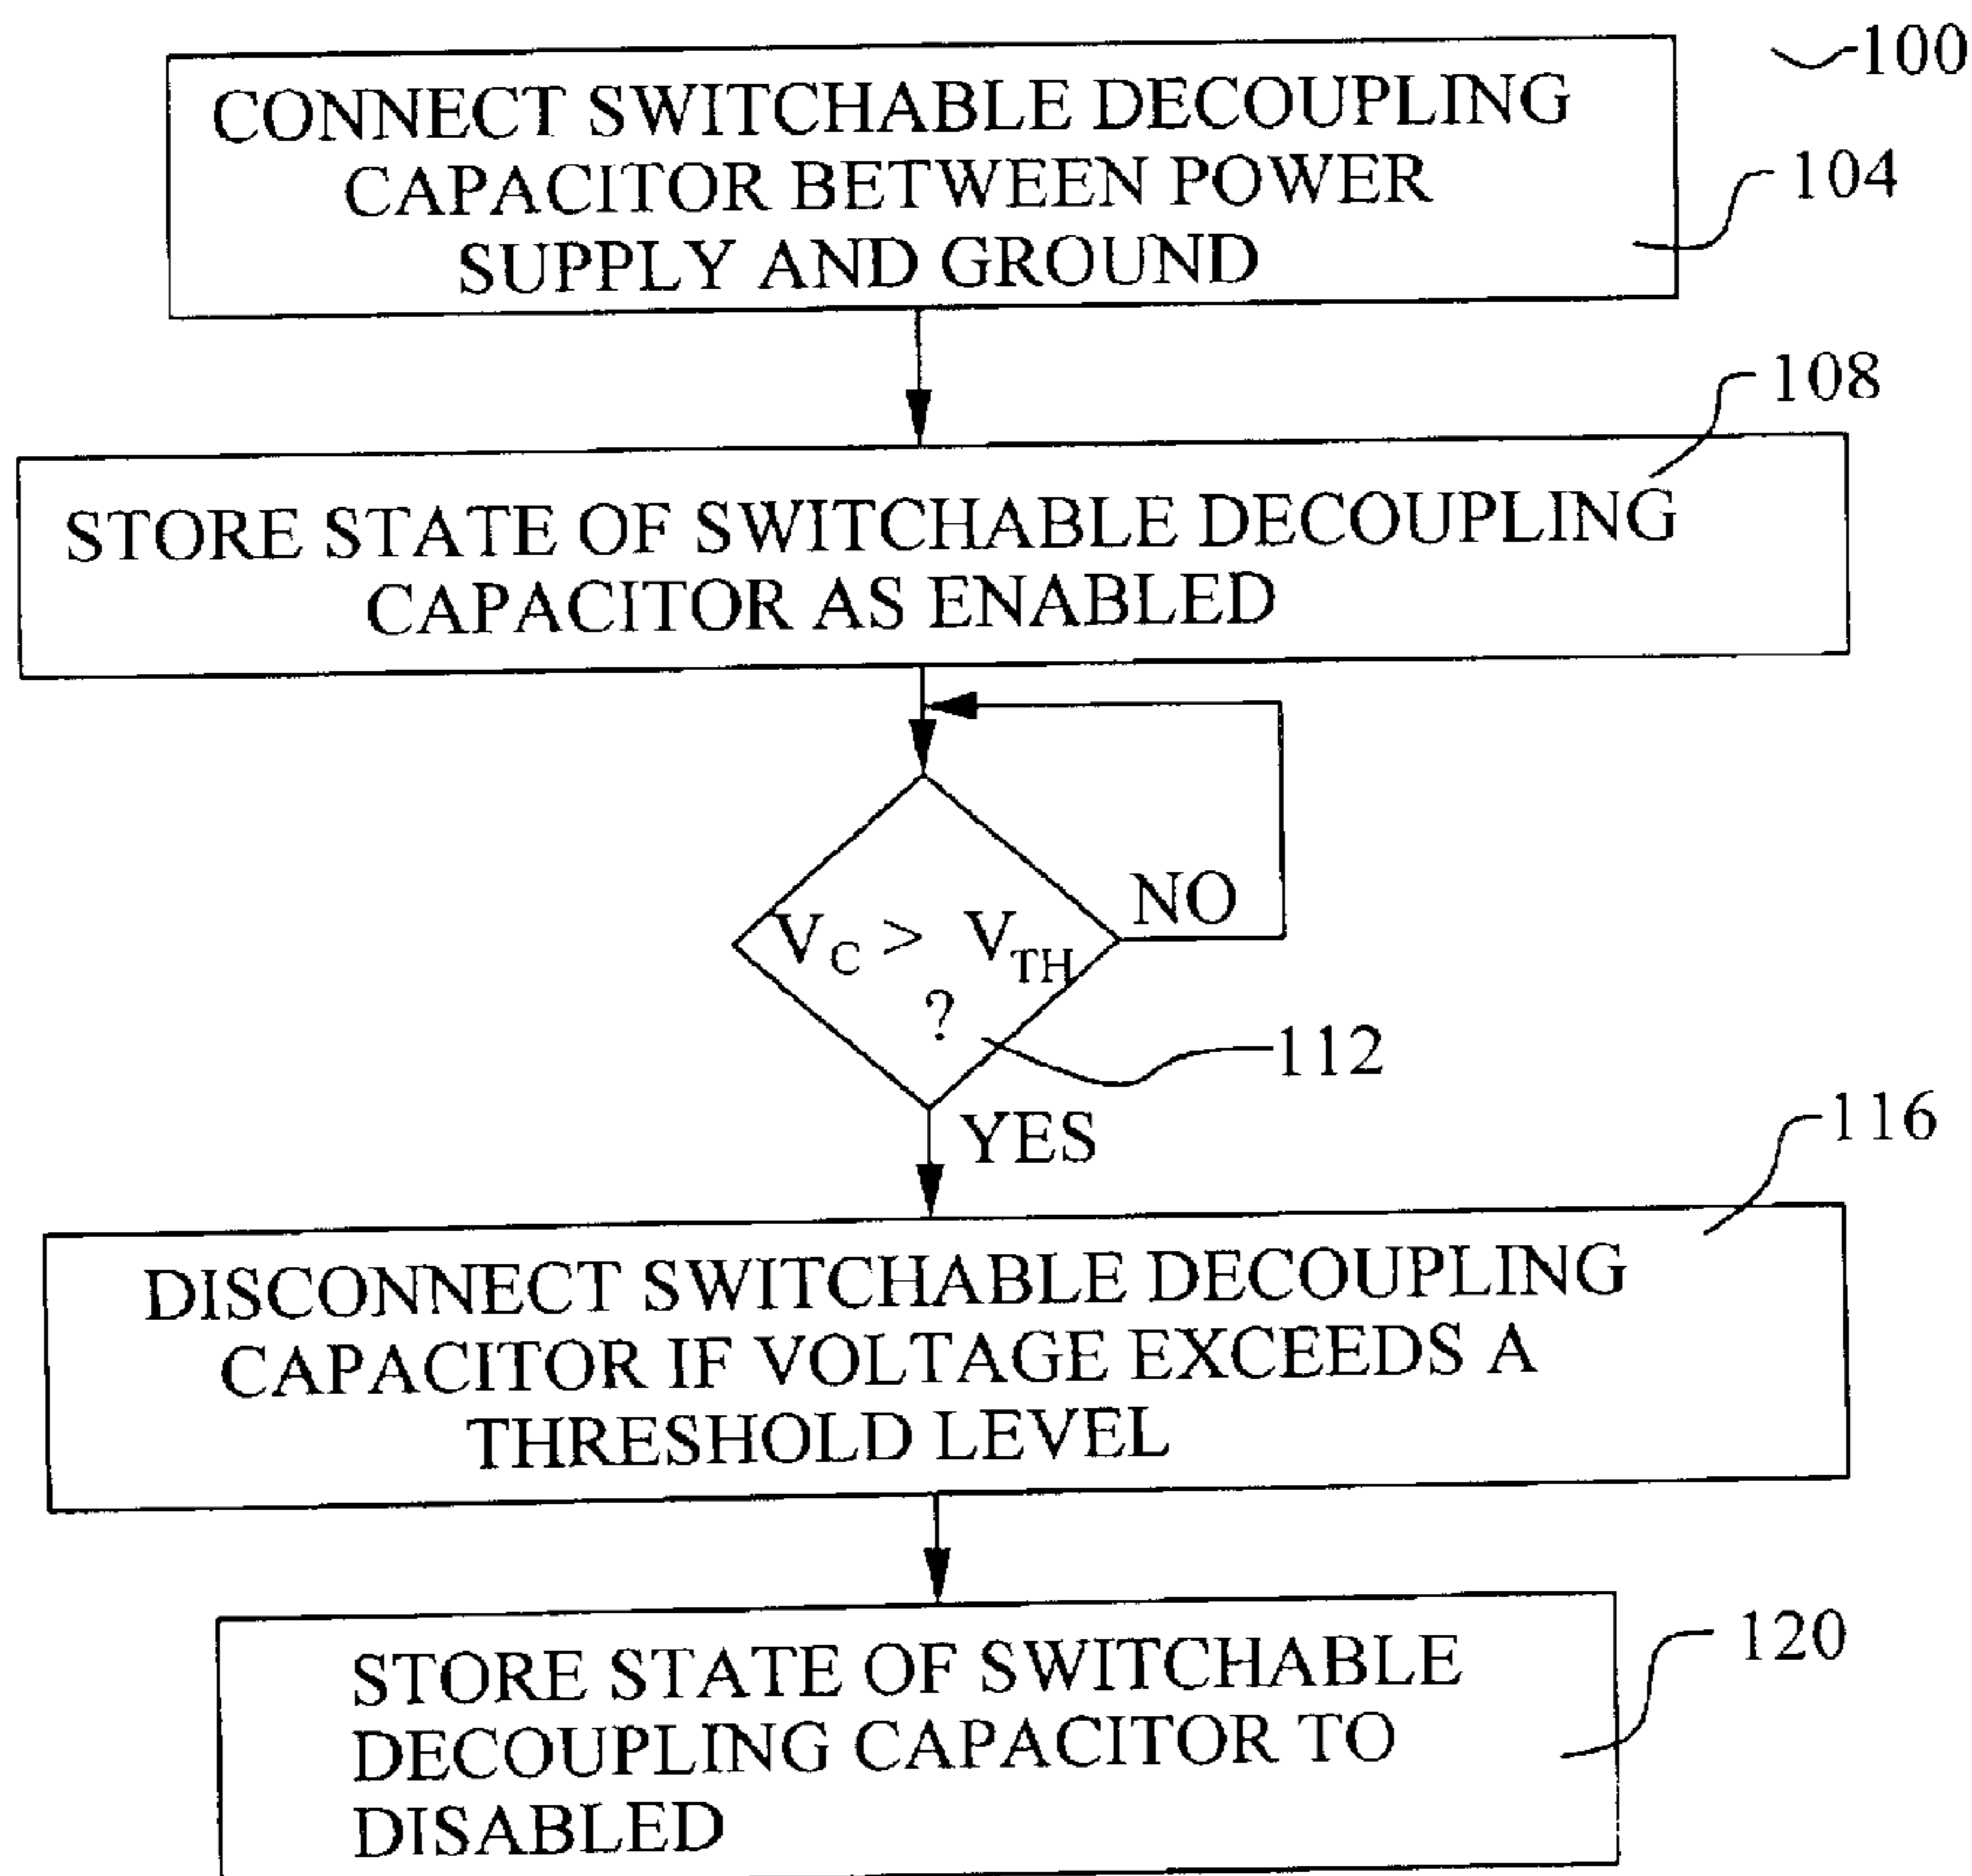 100
CONNECT SWITCHABLE DECOUPLING
CAPACITOR BETWEEN POWER
SUPPLY AND GROUND
104
108
STORE STATE OF SWITCHABLE DECOUPLING
CAPACITOR AS ENABLED
NO
VC > VTH
?
112
YES
116
DISCONNECT SWITCHABLE DECOUPLING
CAPACITOR IF VOLTAGE EXCEEDS A
THRESHOLD LEVEL
120
STORE STATE OF SWITCHABLE
DECOUPLING CAPACITOR TO
DISABLED